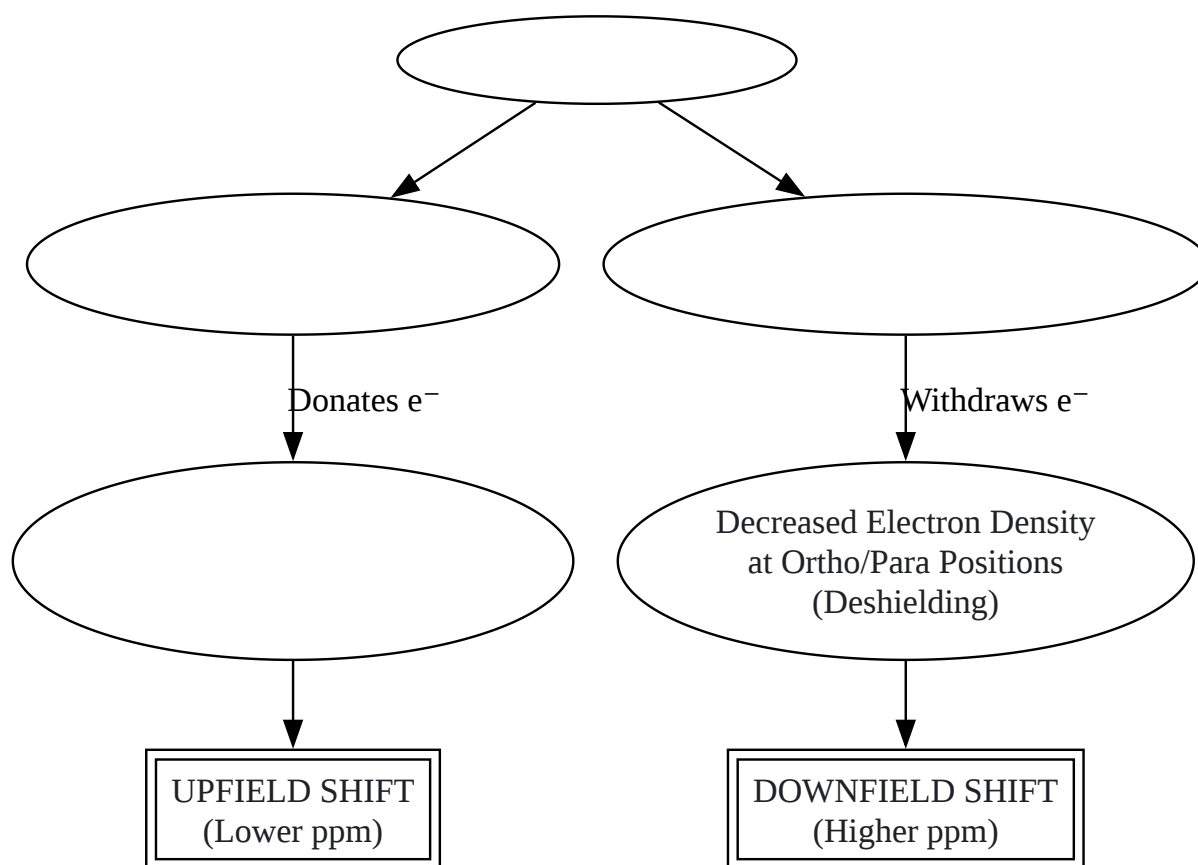 Donates e⁻
Withdraws e⁻
Decreased Electron Density
at Ortho/Para Positions
(Deshielding)
UPFIELD SHIFT
(Lower ppm)
DOWNFIELD SHIFT
(Higher ppm)